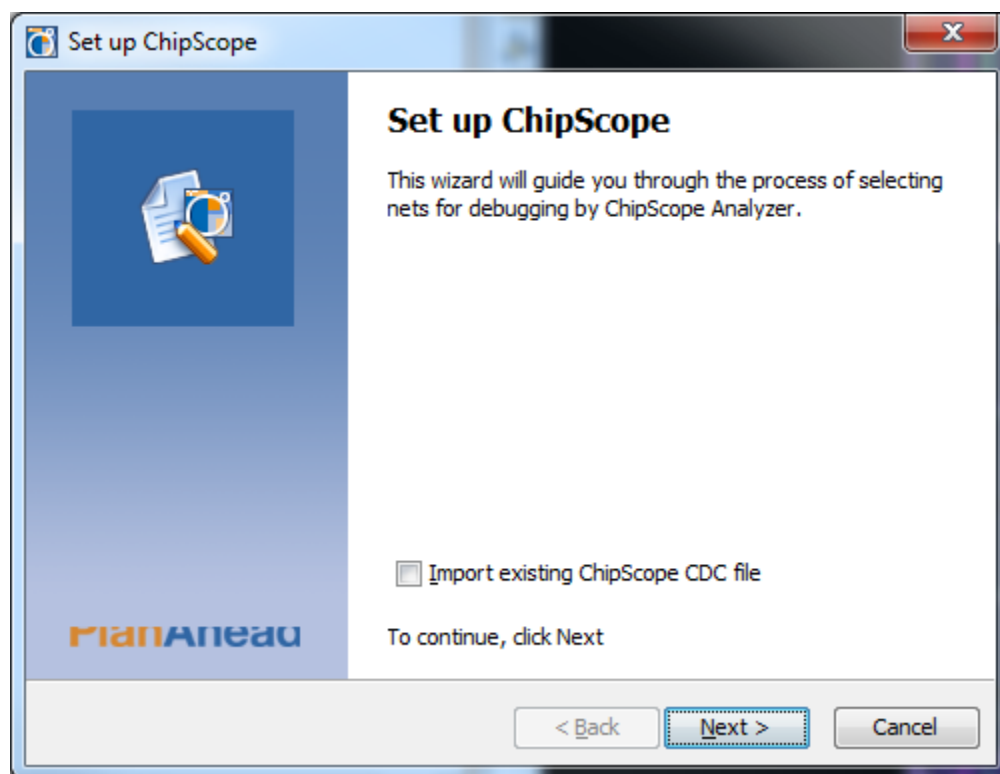 Set up ChipScope
Set up ChipScope
This wizard will guide you through the process of selecting
nets for debugging by ChipScope Analyzer.
Import existing ChipScope CDC file
PlanAhead
To continue, click Next
< Back
Next >
Cancel